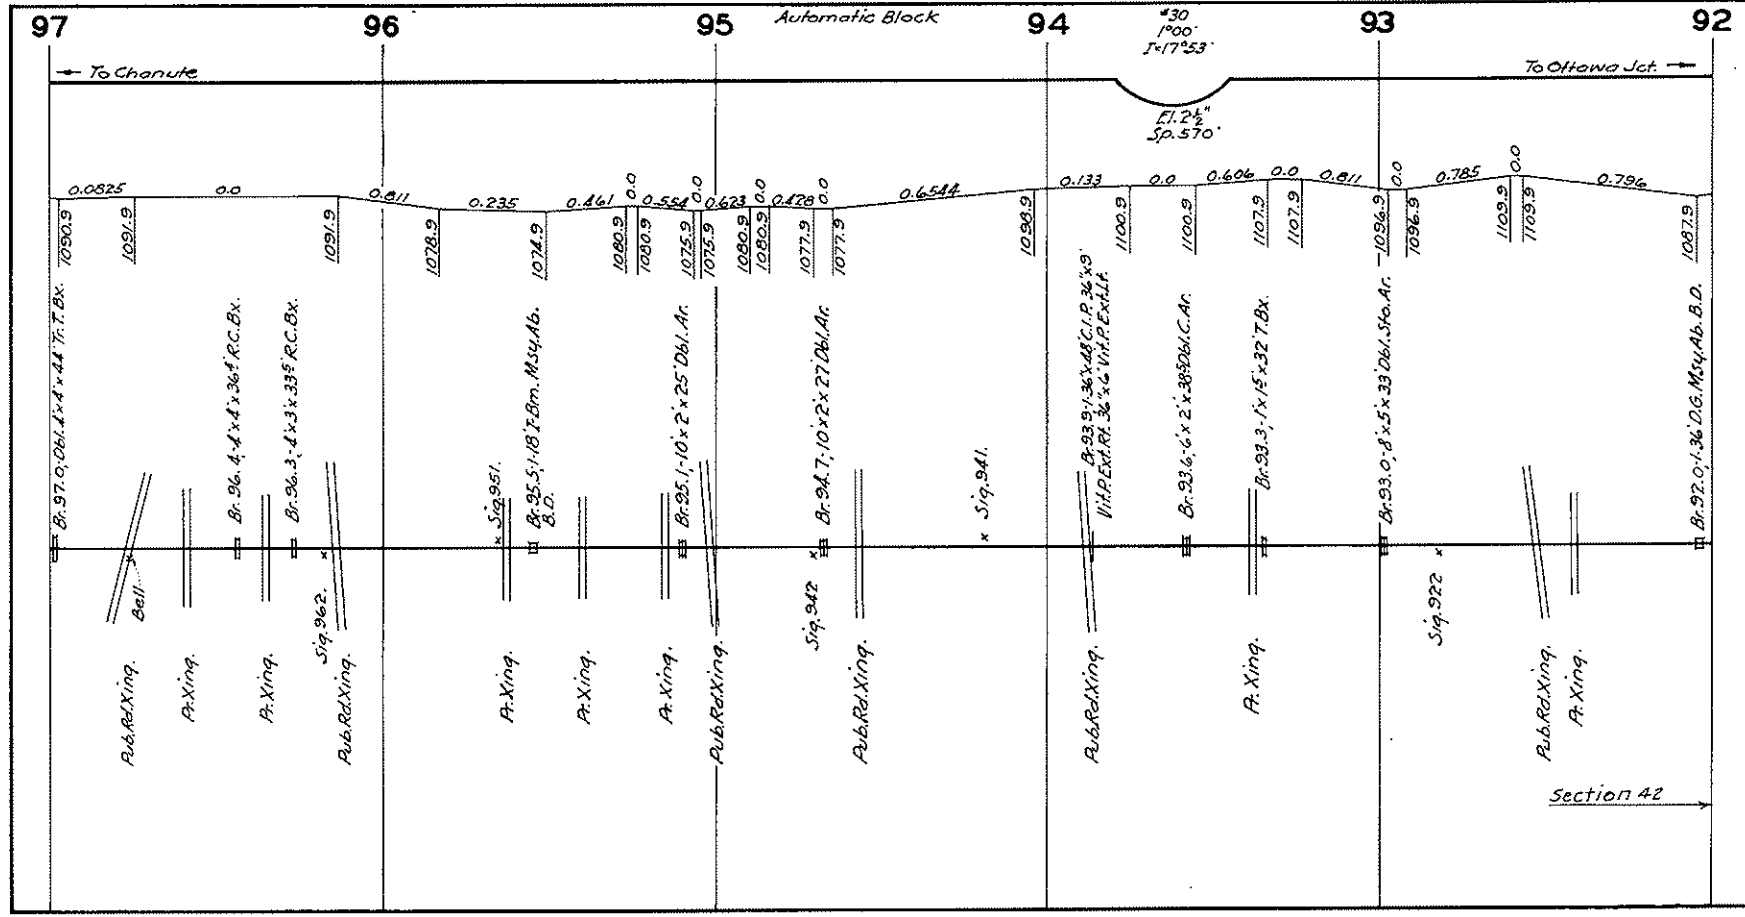 97 96 95 94 93 92
Automatic Block
#30
1°00'
I=17°53'
← To Chanute
To Ottawa Jct. →
El. 2½"
Sp. 570'
0.0825 0.0 0.811 0.235 0.461 0.0 0.554 0.0 0.623 0.0 0.428 0.0 0.6544 0.133 0.0 0.606 0.0 0.811 0.0 0.785 0.0 0.796
1090.9 1091.9 1091.9 1078.9 1074.9 1080.9 1080.9 1075.9 1075.9 1080.9 1080.9 1077.9 1077.9 1098.9 1100.9 1100.9 1107.9 1107.9 1096.9 1096.9 1109.9 1109.9 1087.9
Br. 97.0,-Dbl. 4'x4'x44' Tr. T. Bx.
Br. 96.4,-4'x4'x36⁴' R.C. Bx.
Br. 96.3,-4'x3'x33⁵' R.C. Bx.
Sig. 951.
Br. 95.5,-1-18' I-Bm. Msy. Ab.
B.D.
Br. 95.1,-10'x2'x25' Dbl. Ar.
Br. 94.7,-10'x2'x27' Dbl. Ar.
Sig. 941.
Br. 93.9,-1-36"x48' C.I.P. 36"x9'
Vit. P. Ext. Rt. 36"x6' Vit. P. Ext. Lt.
Br. 93.6,-6'x2'x38⁵' Dbl. C. Ar.
Br. 93.3,-1'x1⁵'x32' T. Bx.
Br. 93.0,-8'x5'x33' Dbl. Sto. Ar.
Br. 92.0,-1-36' D.G. Msy. Ab. B.D.
Bell.
Sig. 962.
Sig. 942
Sig. 922
Pub. Rd. Xing.
Pr. Xing.
Pr. Xing.
Pub. Rd. Xing.
Pr. Xing.
Pr. Xing.
Pr. Xing.
Pub. Rd. Xing.
Pub. Rd. Xing.
Pub. Rd. Xing.
Pr. Xing.
Pub. Rd. Xing.
Pr. Xing.
Section 42